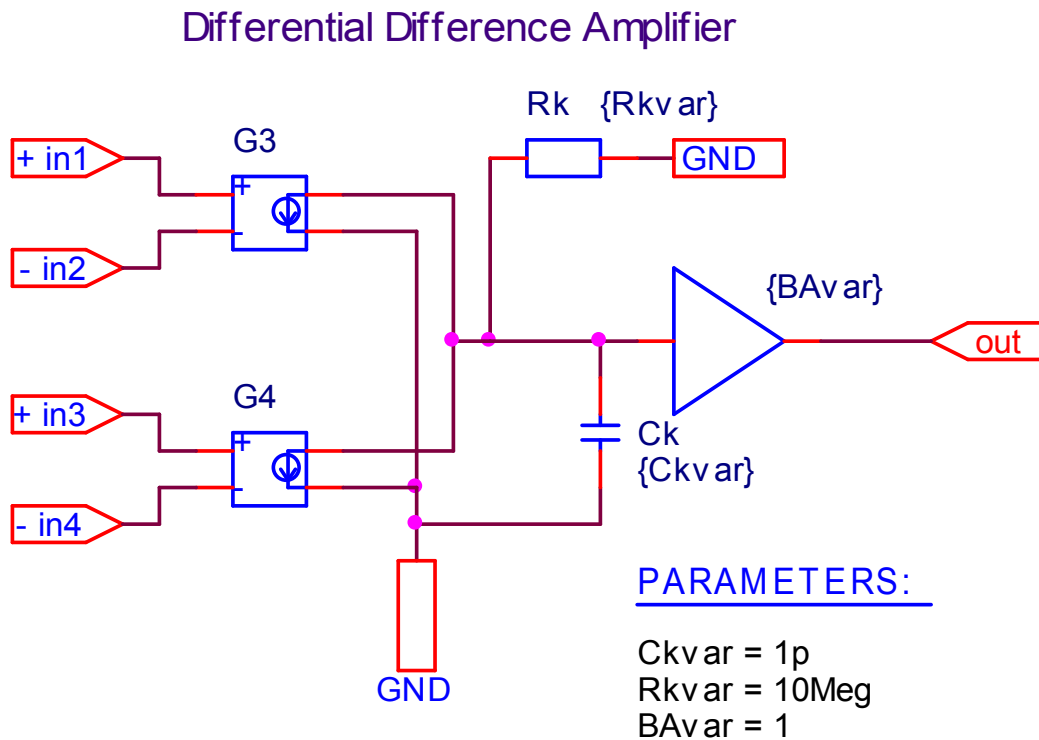 Differential Difference Amplifier
Rk {Rkvar}
+ in1
G3
+
-
GND
- in2
{BAvar}
out
+ in3
G4
+
-
Ck
{Ckvar}
- in4
GND
PARAMETERS:
Ckvar = 1p
Rkvar = 10Meg
BAvar = 1